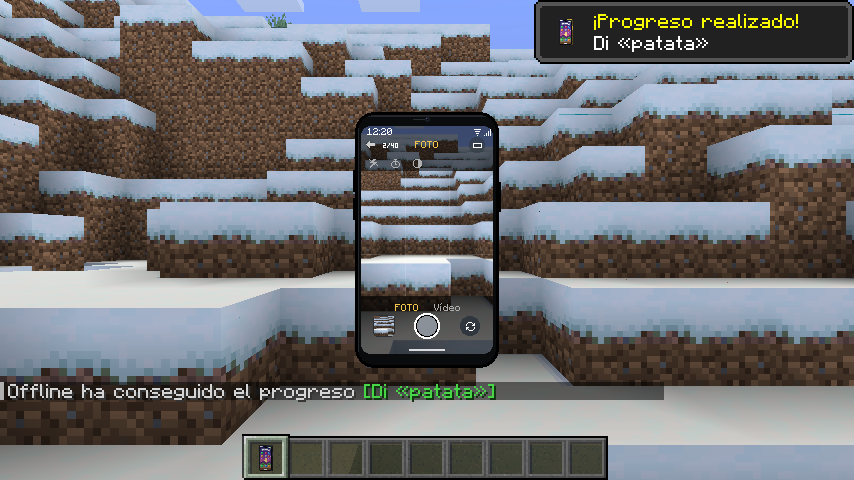 ¡Progreso realizado!
Di «patata»
12:20
2/40 FOTO
FOTO Vídeo
Offline ha conseguido el progreso [Di «patata»]